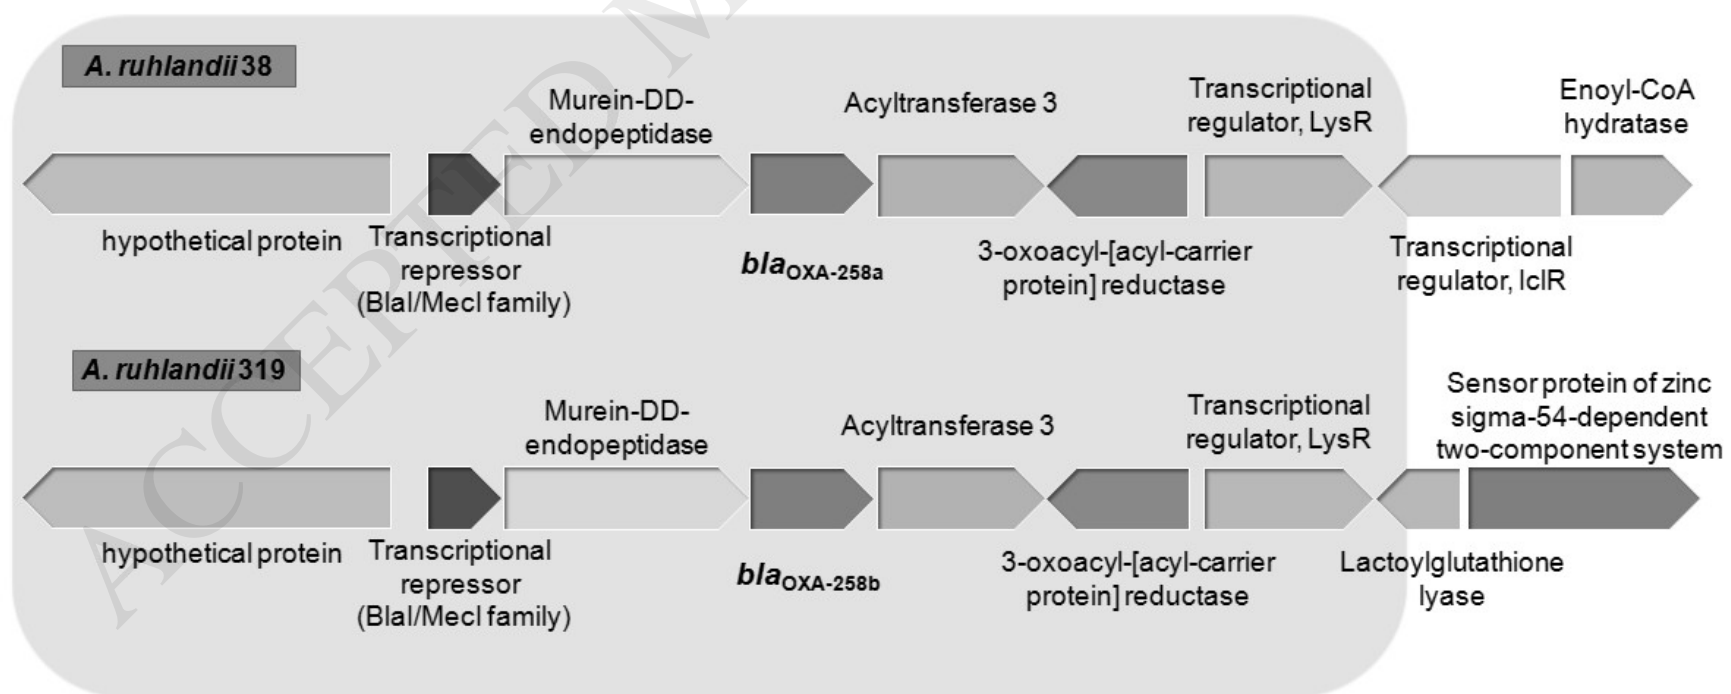 A. ruhlandii 38
Murein-DD-
endopeptidase
Acyltransferase 3
Transcriptional
regulator, LysR
Enoyl-CoA
hydratase
hypothetical protein
Transcriptional
repressor
(BlaI/MecI family)
blaOXA-258a
3-oxoacyl-[acyl-carrier
protein] reductase
Transcriptional
regulator, IclR
A. ruhlandii 319
Murein-DD-
endopeptidase
Acyltransferase 3
Transcriptional
regulator, LysR
Sensor protein of zinc
sigma-54-dependent
two-component system
hypothetical protein
Transcriptional
repressor
(BlaI/MecI family)
blaOXA-258b
3-oxoacyl-[acyl-carrier
protein] reductase
Lactoylglutathione
lyase
ACCEPTED